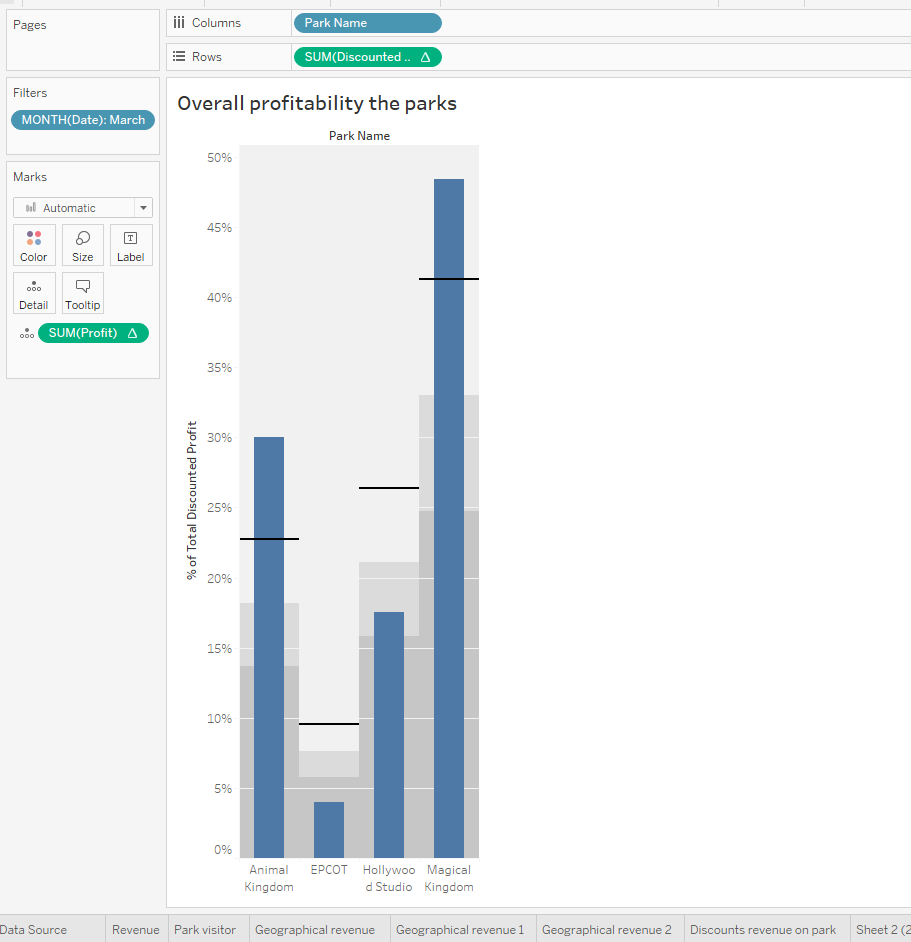 Pages
Columns
Park Name
Rows
SUM(Discounted ..
Filters
MONTH(Date): March
Marks
Automatic
Color
Size
Label
Detail
Tooltip
SUM(Profit)
Overall profitability the parks
Park Name
50%
45%
40%
35%
30%
25%
20%
15%
10%
5%
0%
% of Total Discounted Profit
Animal
Kingdom
EPCOT
Hollywoo
d Studio
Magical
Kingdom
Data Source
Revenue
Park visitor
Geographical revenue
Geographical revenue 1
Geographical revenue 2
Discounts revenue on park
Sheet 2 (2